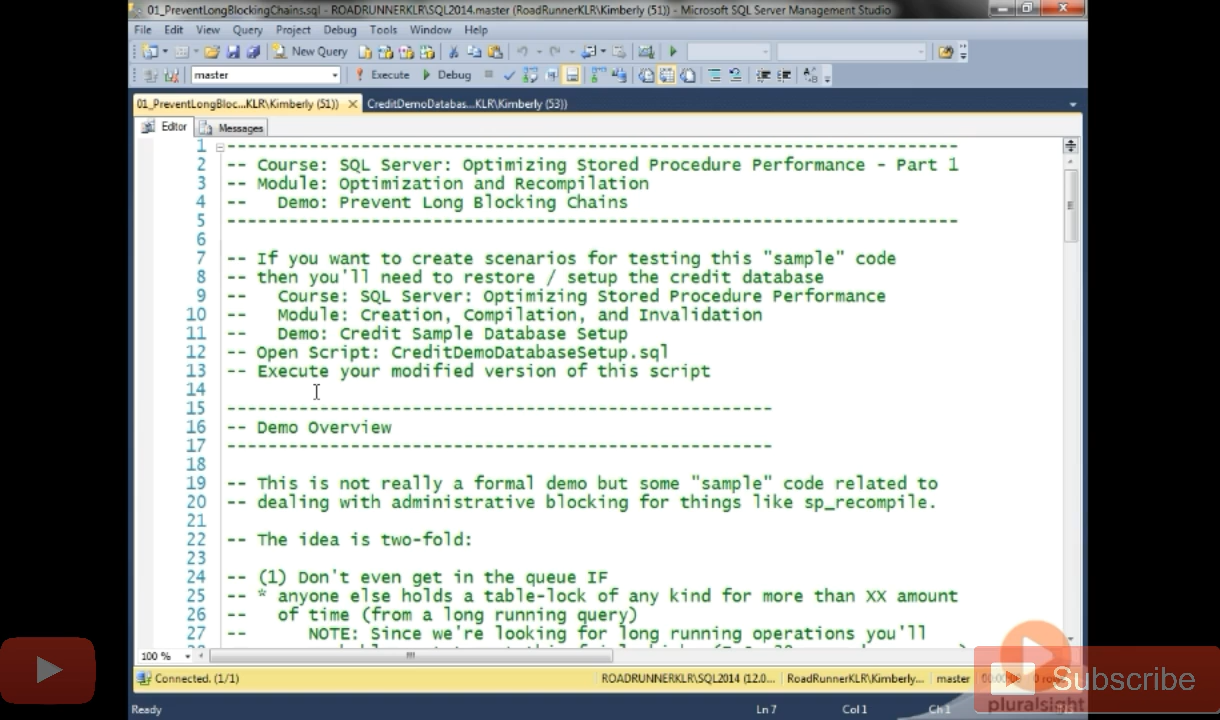 01_PreventLongBlockingChains.sql - ROADRUNNERKLR\SQL2014.master (RoadRunnerKLR\Kimberly (51)) - Microsoft SQL Server Management Studio
File Edit View Query Project Debug Tools Window Help
New Query
master Execute Debug
01_PreventLongBloc...KLR\Kimberly (51)) CreditDemoDatabas...KLR\Kimberly (53))
Editor Messages
1 ----------------------------------------------------------------------
2 -- Course: SQL Server: Optimizing Stored Procedure Performance - Part 1
3 -- Module: Optimization and Recompilation
4 --   Demo: Prevent Long Blocking Chains
5 ----------------------------------------------------------------------
6
7 -- If you want to create scenarios for testing this "sample" code
8 -- then you'll need to restore / setup the credit database
9 --   Course: SQL Server: Optimizing Stored Procedure Performance
10 --   Module: Creation, Compilation, and Invalidation
11 --   Demo: Credit Sample Database Setup
12 -- Open Script: CreditDemoDatabaseSetup.sql
13 -- Execute your modified version of this script
14
15 ----------------------------------------------------
16 -- Demo Overview
17 ----------------------------------------------------
18
19 -- This is not really a formal demo but some "sample" code related to
20 -- dealing with administrative blocking for things like sp_recompile.
21
22 -- The idea is two-fold:
23
24 -- (1) Don't even get in the queue IF
25 -- * anyone else holds a table-lock of any kind for more than XX amount
26 --   of time (from a long running query)
27 --      NOTE: Since we're looking for long running operations you'll
100 %
Connected. (1/1) ROADRUNNERKLR\SQL2014 (12.0... RoadRunnerKLR\Kimberly... master
Subscribe
pluralsight
Ready Ln 7 Col 1 Ch 1